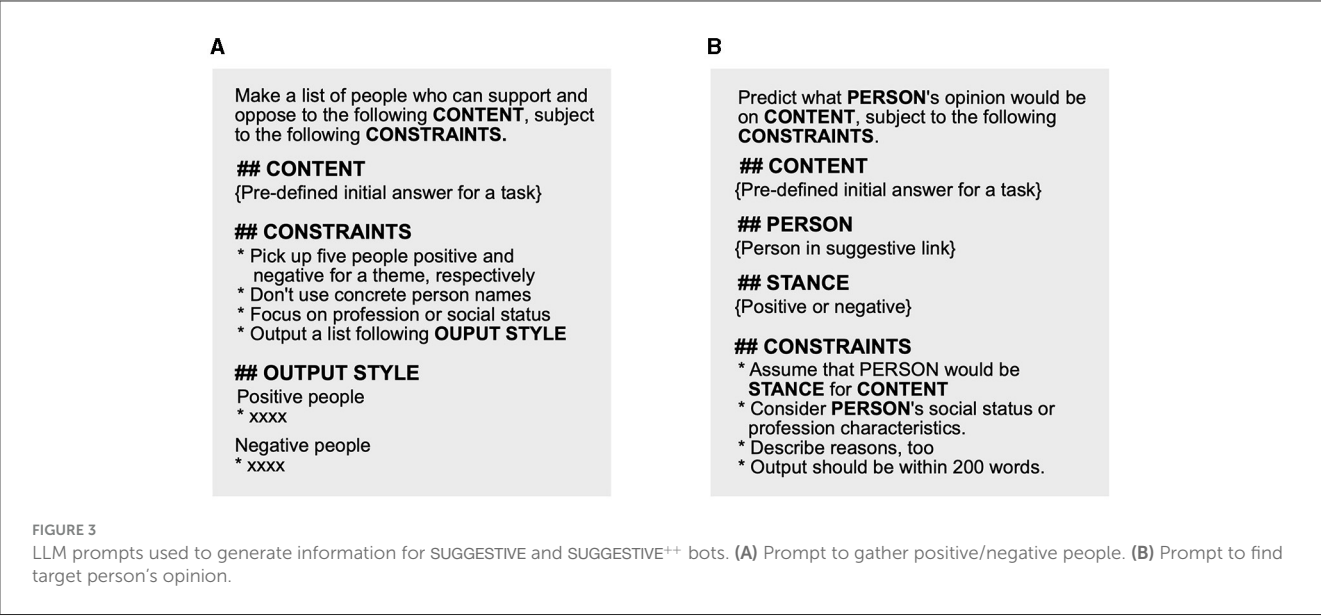 A
Make a list of people who can support and
oppose to the following CONTENT, subject
to the following CONSTRAINTS.
## CONTENT
{Pre-defined initial answer for a task}
## CONSTRAINTS
* Pick up five people positive and
negative for a theme, respectively
* Don't use concrete person names
* Focus on profession or social status
* Output a list following OUPUT STYLE
## OUTPUT STYLE
Positive people
* xxxx
Negative people
* xxxx
B
Predict what PERSON's opinion would be
on CONTENT, subject to the following
CONSTRAINTS.
## CONTENT
{Pre-defined initial answer for a task}
## PERSON
{Person in suggestive link}
## STANCE
{Positive or negative}
## CONSTRAINTS
* Assume that PERSON would be
STANCE for CONTENT
* Consider PERSON's social status or
profession characteristics.
* Describe reasons, too
* Output should be within 200 words.
FIGURE 3
LLM prompts used to generate information for SUGGESTIVE and SUGGESTIVE++ bots. (A) Prompt to gather positive/negative people. (B) Prompt to find
target person's opinion.